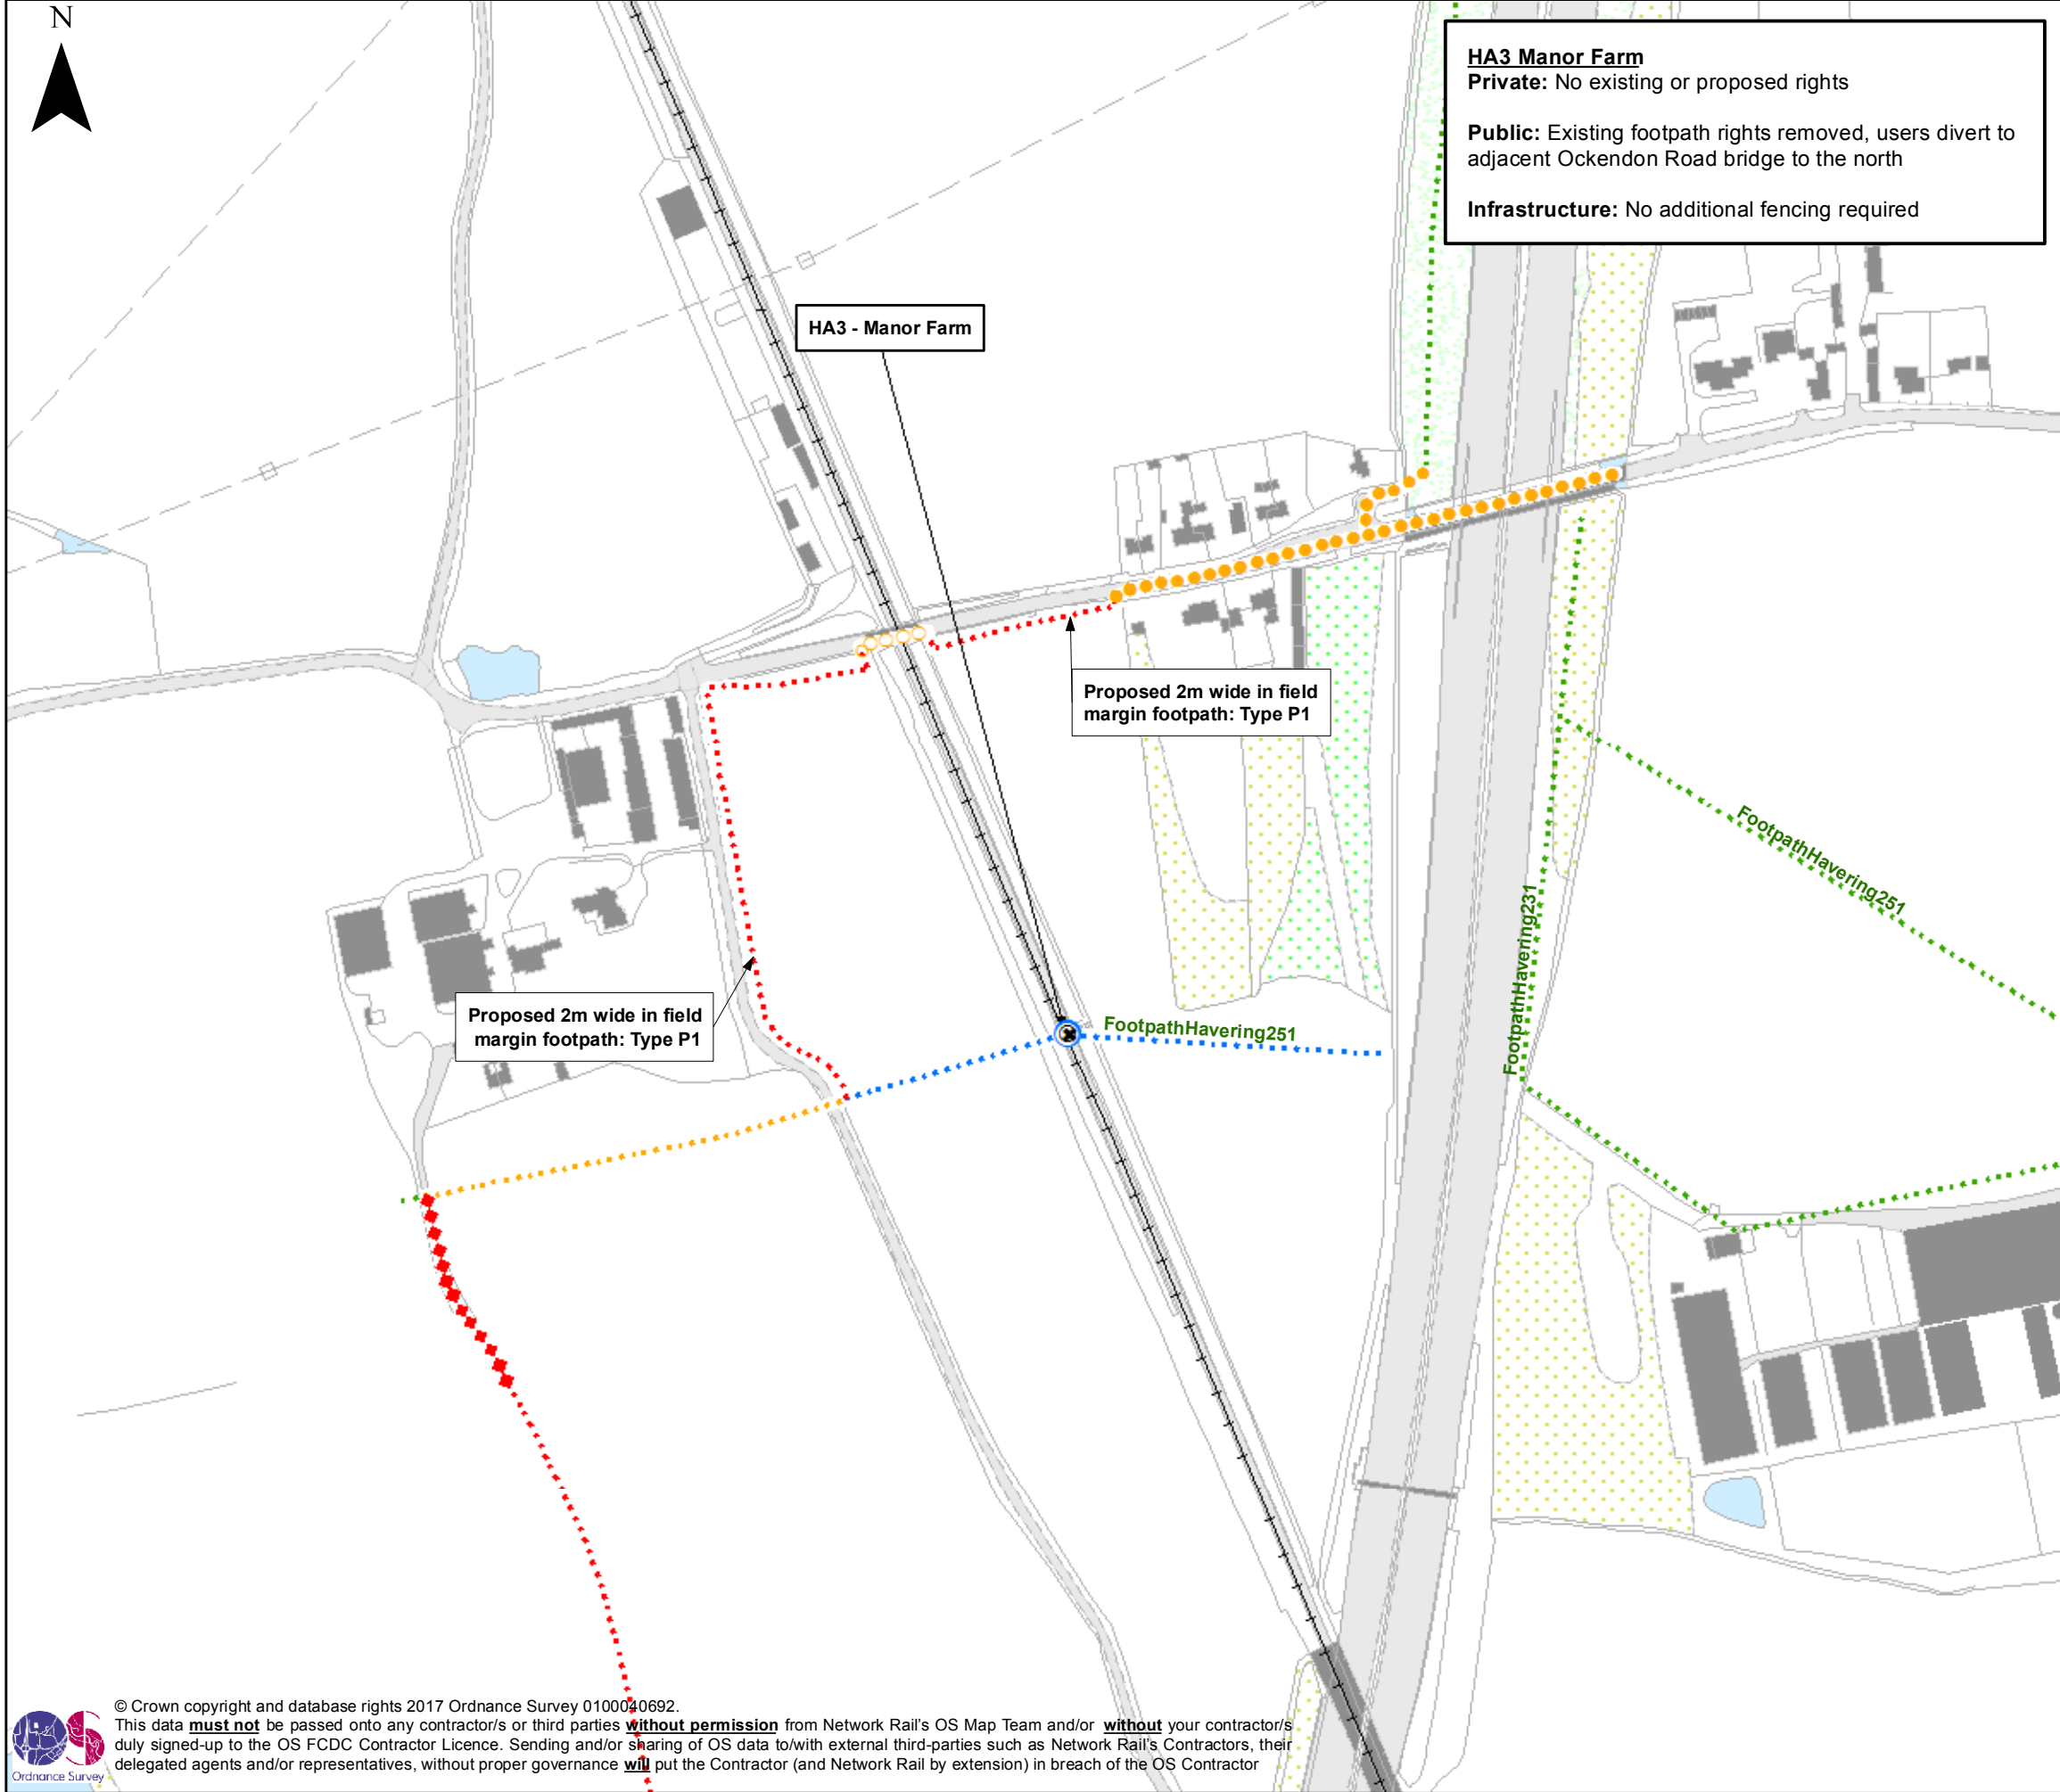 N
HA3 Manor Farm
Private: No existing or proposed rights
Public: Existing footpath rights removed, users divert to
adjacent Ockendon Road bridge to the north
Infrastructure: No additional fencing required
HA3 - Manor Farm
Proposed 2m wide in field
margin footpath: Type P1
FootpathHavering251
FootpathHavering231
Proposed 2m wide in field
margin footpath: Type P1
FootpathHavering251
© Crown copyright and database rights 2017 Ordnance Survey 0100040692.
This data must not be passed onto any contractor/s or third parties without permission from Network Rail's OS Map Team and/or without your contractor/s
duly signed-up to the OS FCDC Contractor Licence. Sending and/or sharing of OS data to/with external third-parties such as Network Rail's Contractors, their
delegated agents and/or representatives, without proper governance will put the Contractor (and Network Rail by extension) in breach of the OS Contractor
Ordnance Survey